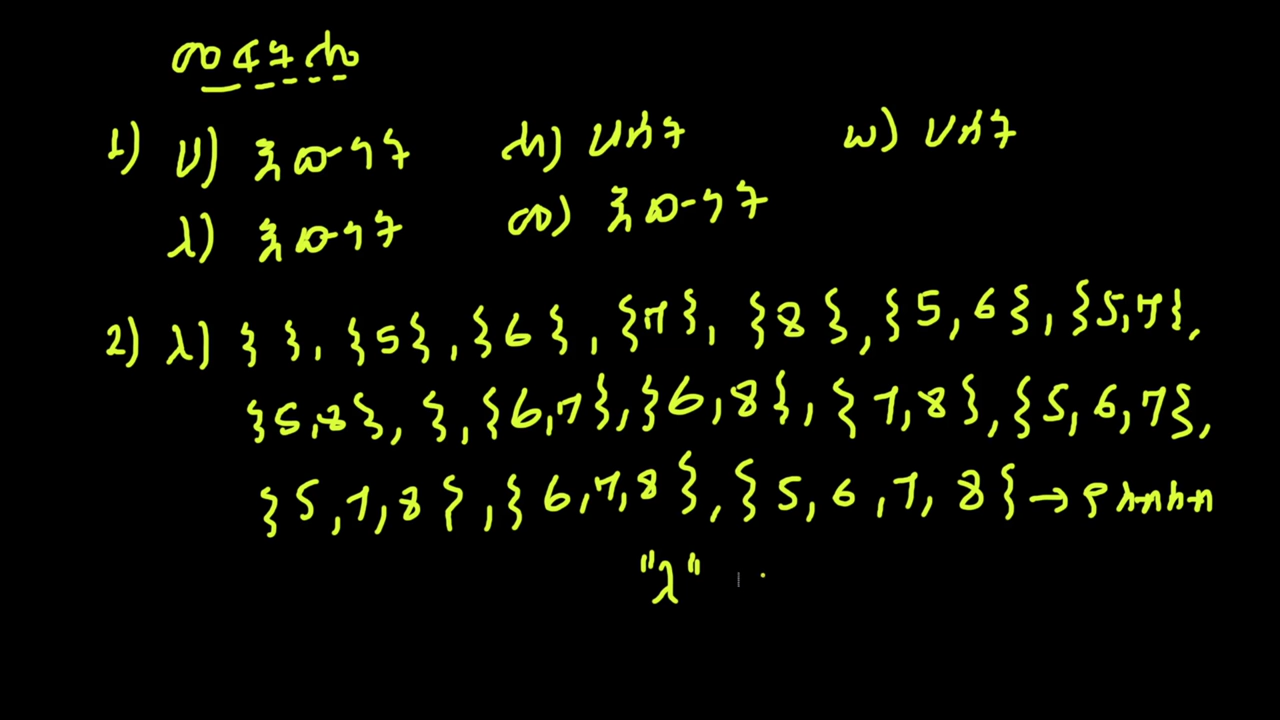 መፍትሔ
1) ሀ) እውነት ሐ) ሀሰት ሠ) ሀሰት
ለ) እውነት መ) እውነት
2) ለ) { }, {5}, {6}, {7}, {8}, {5,6}, {5,7},
{5,8}, {,{6,7},{6,8}, {7,8}, {5,6,7},
{5,7,8}, {6,7,8}, {5,6,7,8} → የስብስብ
"ለ"